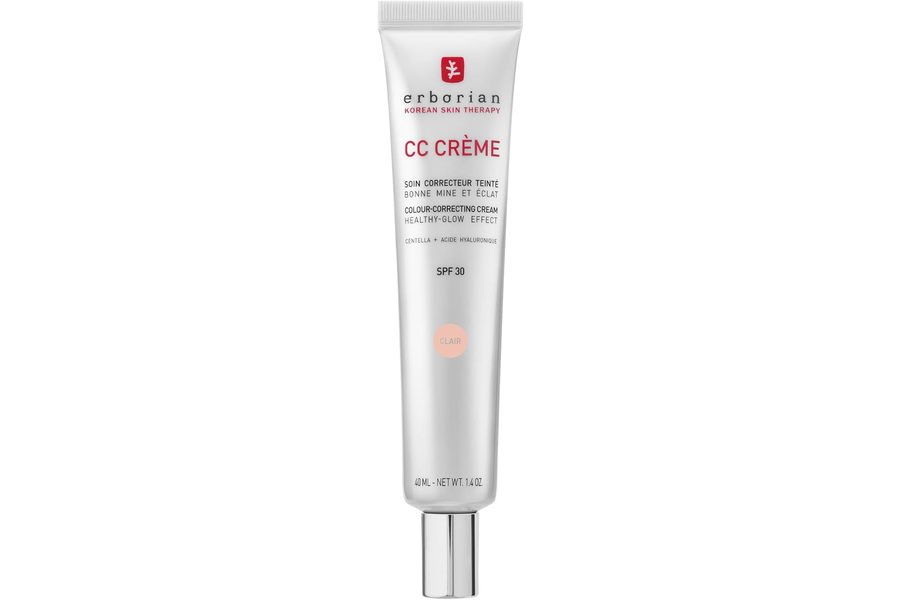 erborian
KOREAN SKIN THERAPY
CC CRÈME
SOIN CORRECTEUR TEINTÉ
BONNE MINE ET ÉCLAT
COLOUR-CORRECTING CREAM
HEALTHY-GLOW EFFECT
CENTELLA + ACIDE HYALURONIQUE
SPF 30
CLAIR
40 ML - NET WT. 1.4 OZ.